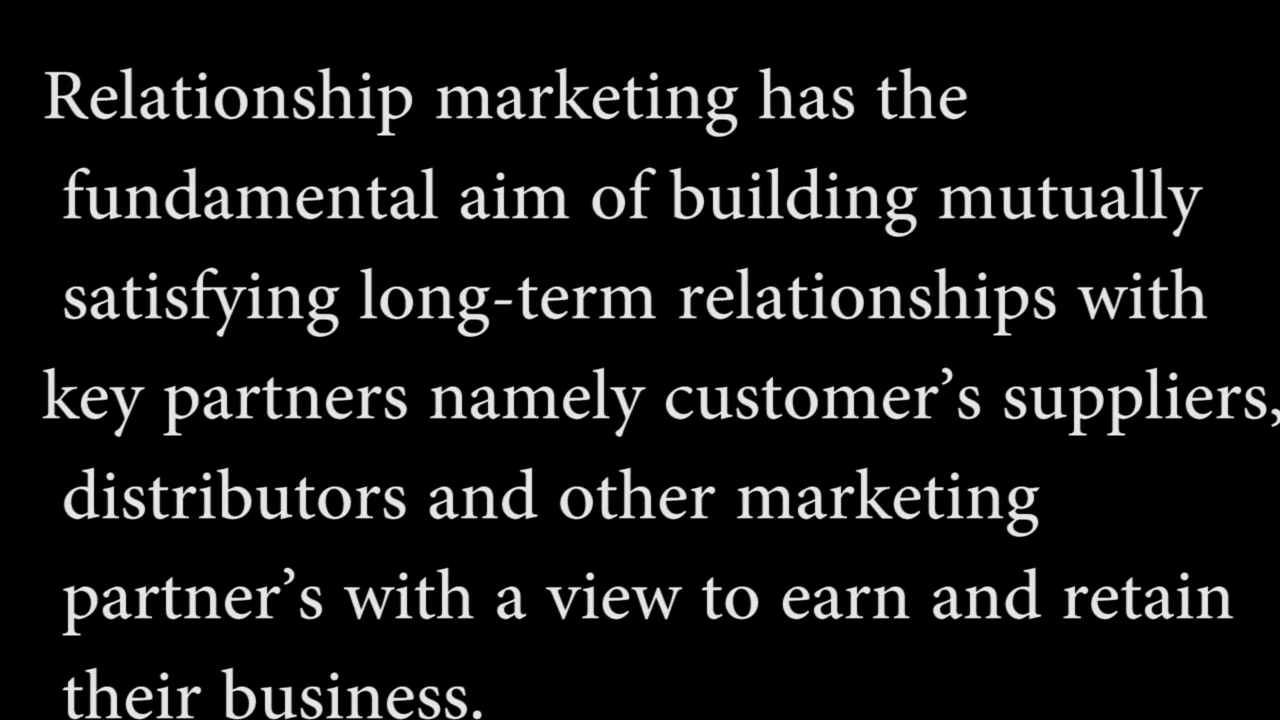 Relationship marketing has the
fundamental aim of building mutually
satisfying long-term relationships with
key partners namely customer’s suppliers,
distributors and other marketing
partner’s with a view to earn and retain
their business.